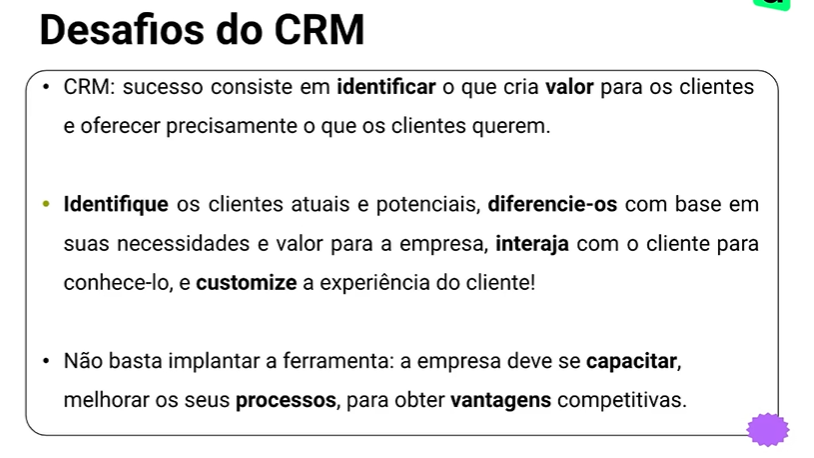 Desafios do CRM
• CRM: sucesso consiste em identificar o que cria valor para os clientes
e oferecer precisamente o que os clientes querem.
• Identifique os clientes atuais e potenciais, diferencie-os com base em
suas necessidades e valor para a empresa, interaja com o cliente para
conhece-lo, e customize a experiência do cliente!
• Não basta implantar a ferramenta: a empresa deve se capacitar,
melhorar os seus processos, para obter vantagens competitivas.